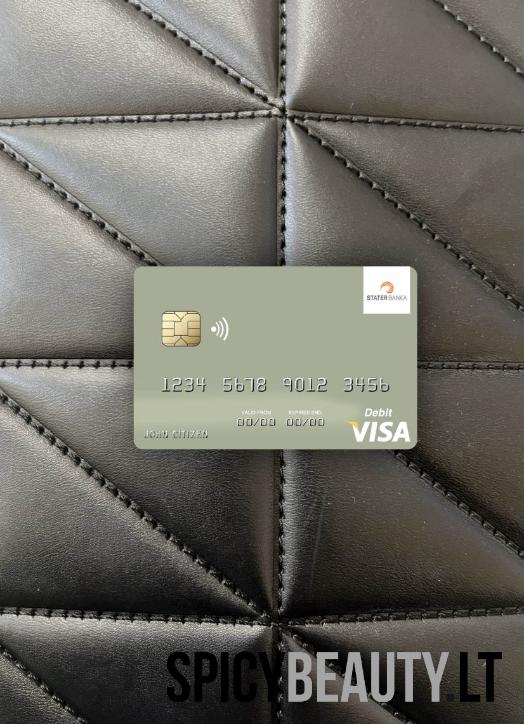 STATER BANKA
1234 5678 9012 3456
VALID FROM
EXPIRES END
00/00 00/00
JOHN CITIZEN
Debit
VISA
SPICYBEAUTY.LT